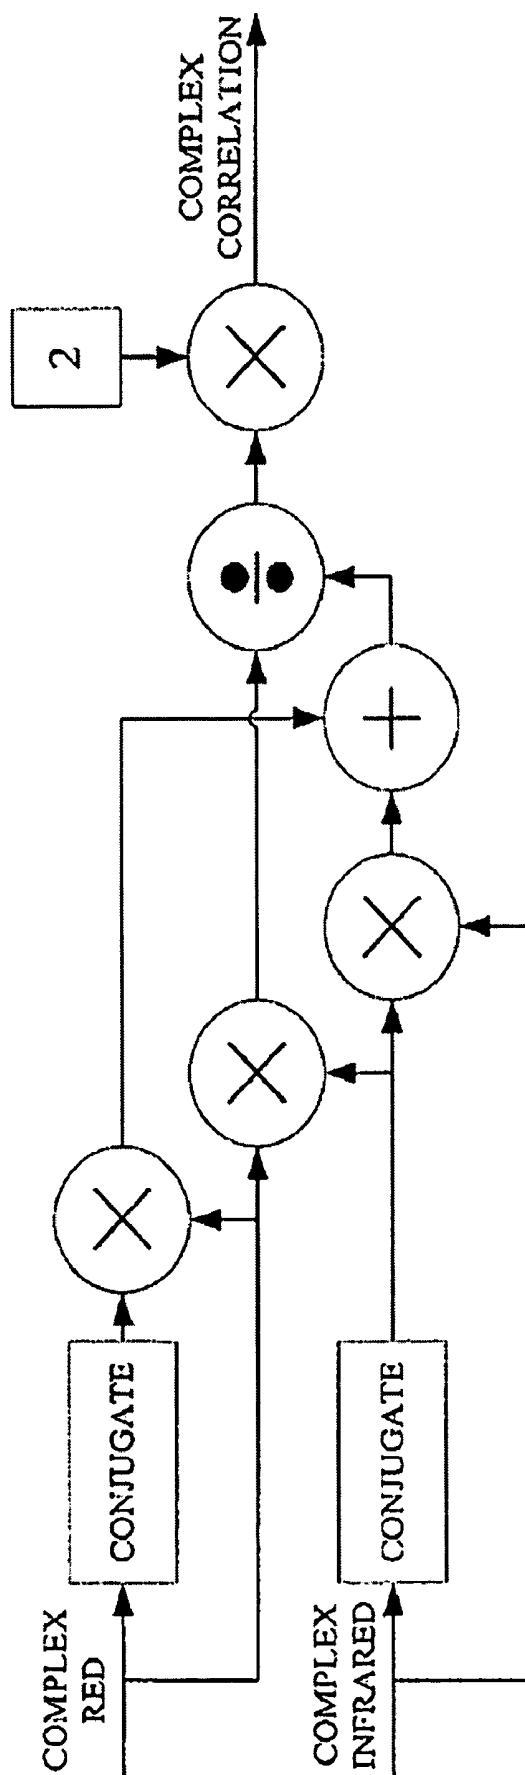 COMPLEX
RED
CONJUGATE
COMPLEX
INFRARED
CONJUGATE
2
COMPLEX
CORRELATION